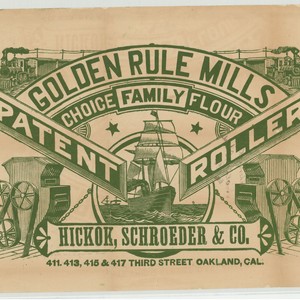 GOLDEN RULE MILLS
CHOICE FAMILY FLOUR
PATENT ROLLER
HICKOK, SCHROEDER & CO.
411. 413, 415 & 417 THIRD STREET OAKLAND, CAL.